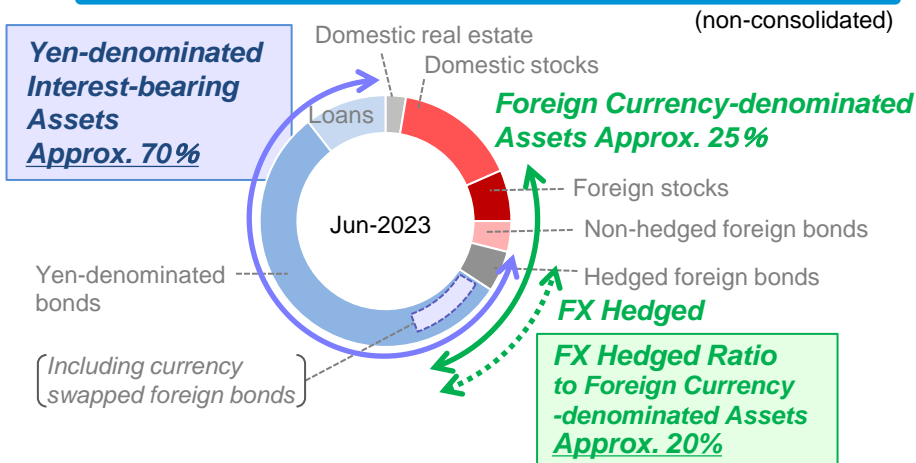 (non-consolidated)
Yen-denominated
Interest-bearing
Assets
Approx. 70%
Domestic real estate
Domestic stocks
Loans
Foreign Currency-denominated
Assets Approx. 25%
Foreign stocks
Jun-2023
Non-hedged foreign bonds
Yen-denominated
bonds
Hedged foreign bonds
FX Hedged
(Including currency
swapped foreign bonds)
FX Hedged Ratio
to Foreign Currency
-denominated Assets
Approx. 20%